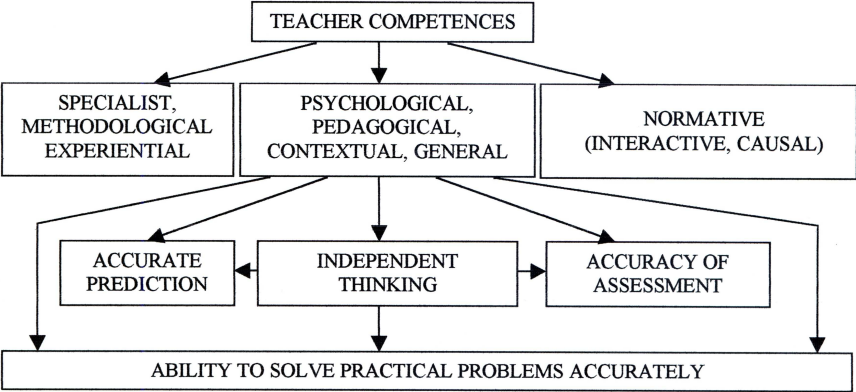 TEACHER COMPETENCES
SPECIALIST,
METHODOLOGICAL
EXPERIENTIAL
PSYCHOLOGICAL,
PEDAGOGICAL,
CONTEXTUAL, GENERAL
NORMATIVE
(INTERACTIVE, CAUSAL)
ACCURATE
PREDICTION
INDEPENDENT
THINKING
ACCURACY OF
ASSESSMENT
ABILITY TO SOLVE PRACTICAL PROBLEMS ACCURATELY